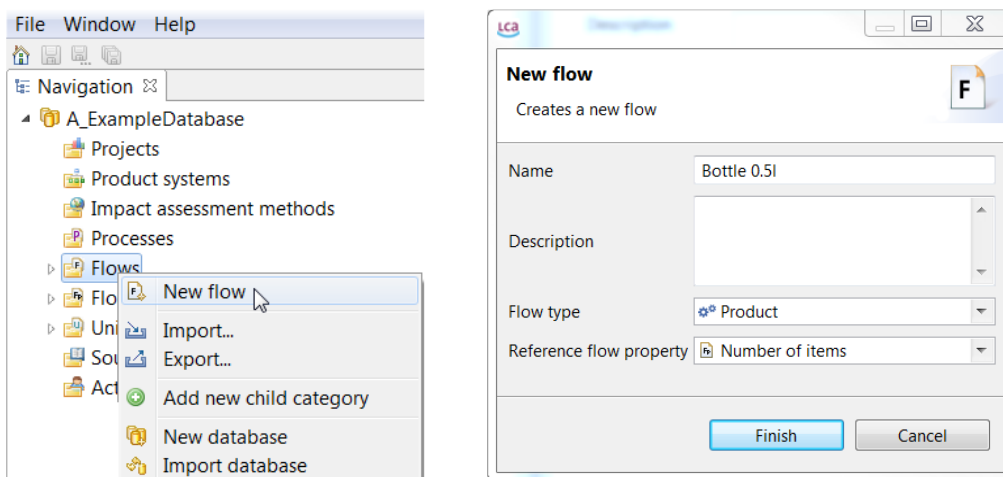 File Window Help
Navigation
A_ExampleDatabase
Projects
Product systems
Impact assessment methods
Processes
Flows
Flo
Uni
Sou
Act
New flow
Import...
Export...
Add new child category
New database
Import database
LCA
New flow
Creates a new flow
F
Name Bottle 0.5l
Description
Flow type Product
Reference flow property Number of items
Finish Cancel